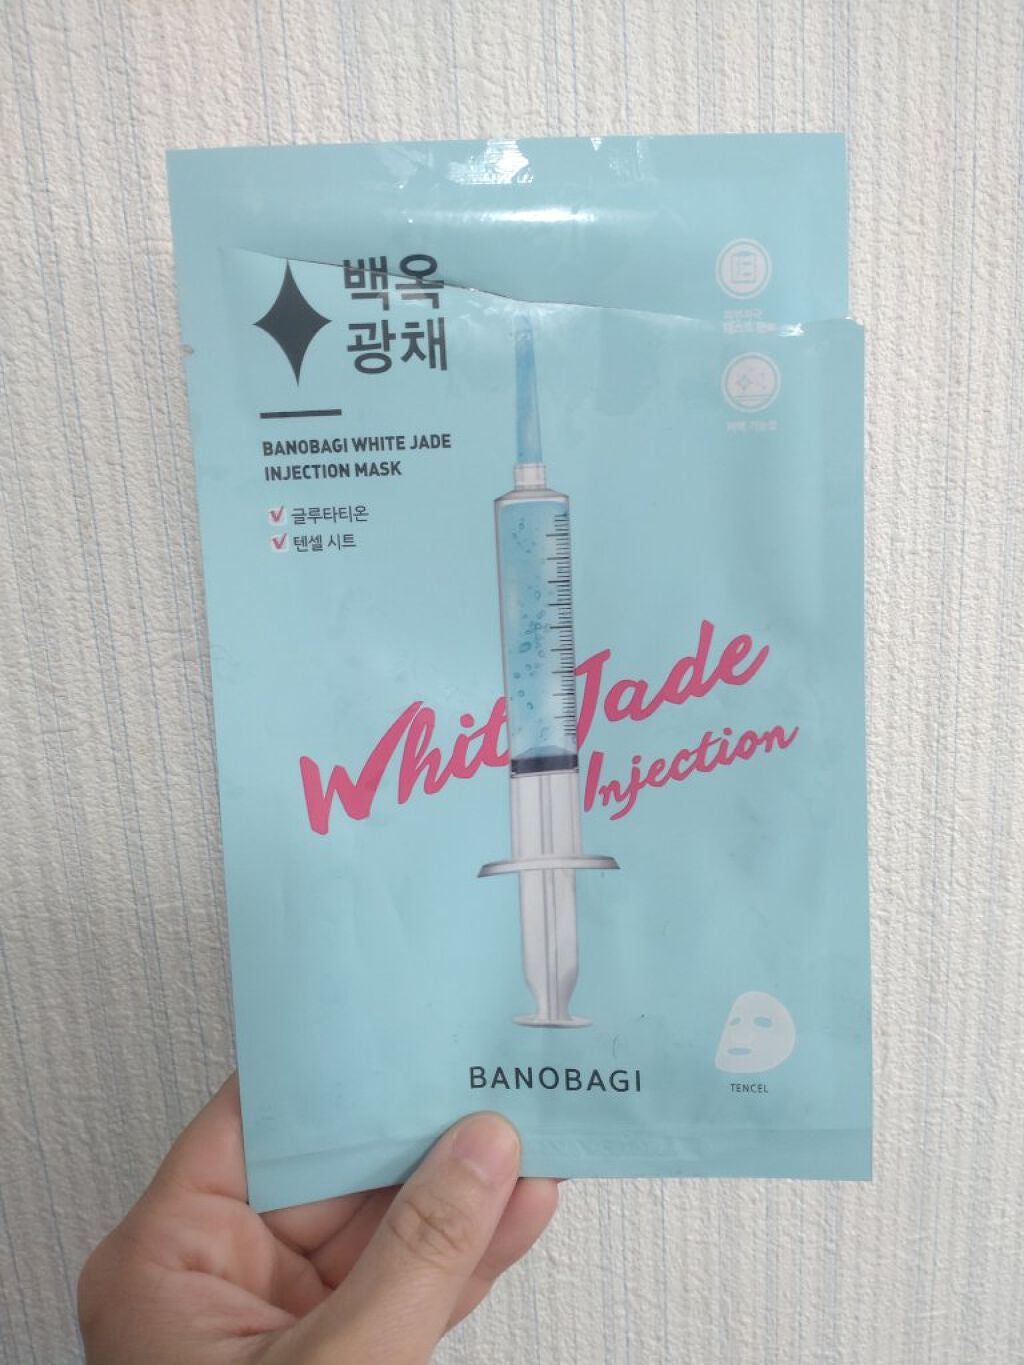 백옥
광채
BANOBAGI WHITE JADE
INJECTION MASK
글루타티온
텐셀 시트
White Jade
Injection
BANOBAGI
TENCEL